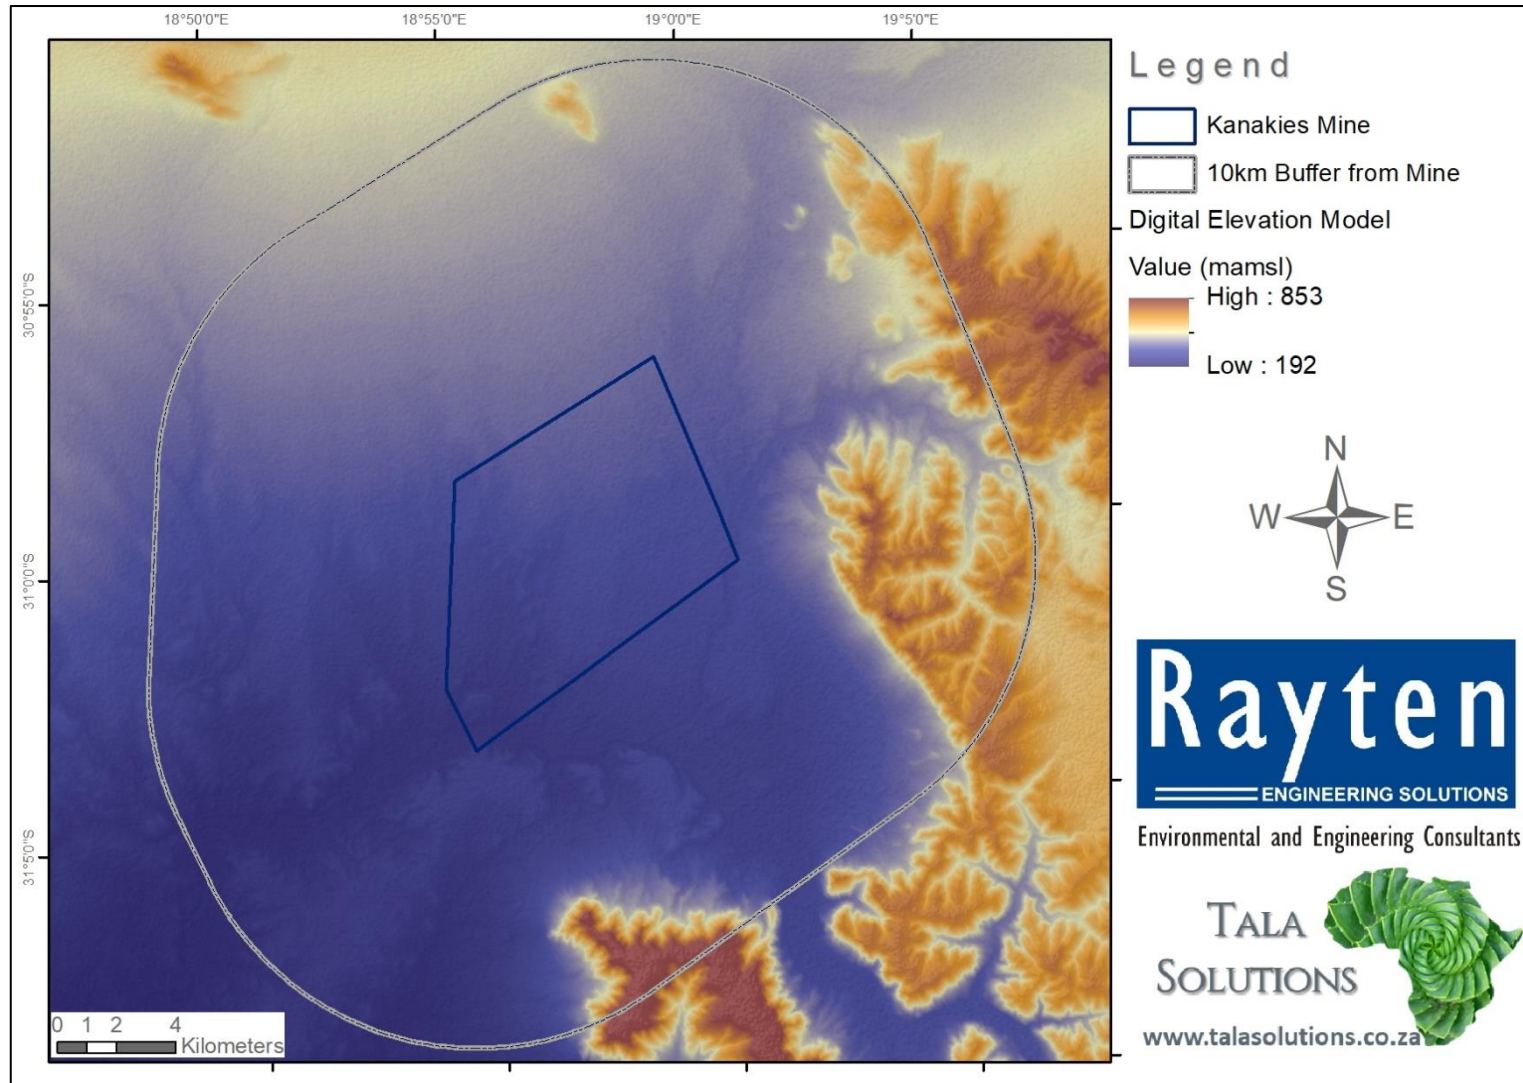 18°50'0"E
18°55'0"E
19°0'0"E
19°5'0"E
30°55'0"S
31°0'0"S
31°5'0"S
0 1 2 4
Kilometers
Legend
Kanakies Mine
10km Buffer from Mine
Digital Elevation Model
Value (mamsl)
High : 853
Low : 192
N
W E
S
Rayten
ENGINEERING SOLUTIONS
Environmental and Engineering Consultants
TALA
SOLUTIONS
www.talasolutions.co.za